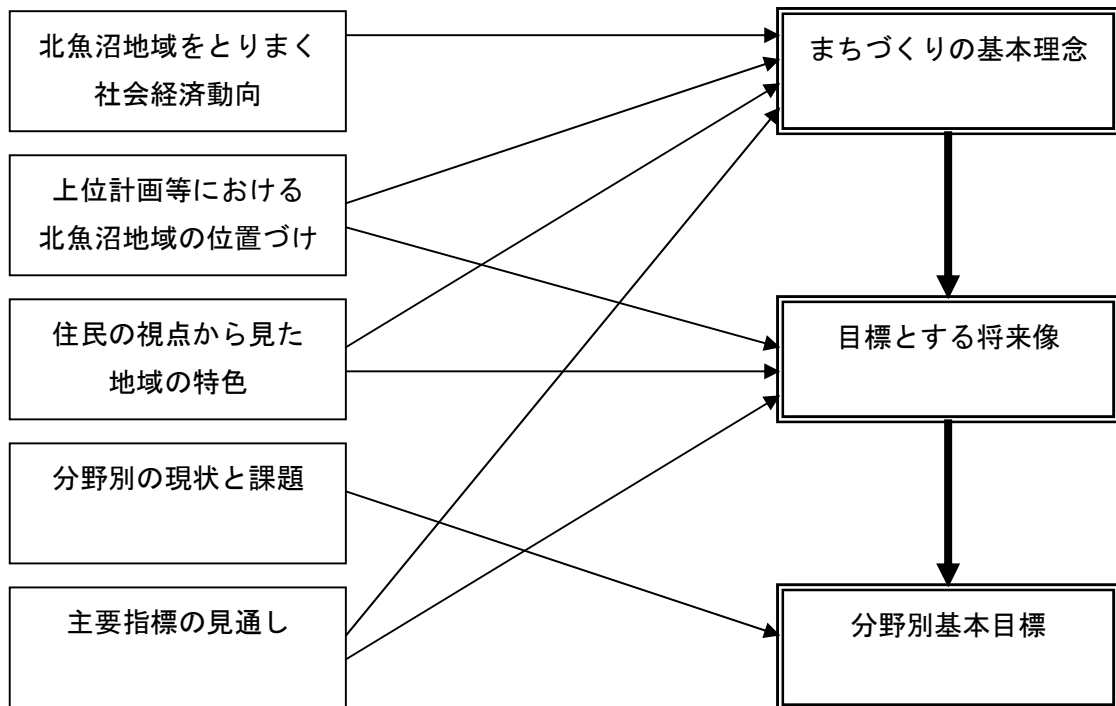 北魚沼地域をとりまく
社会経済動向
上位計画等における
北魚沼地域の位置づけ
住民の視点から見た
地域の特色
分野別の現状と課題
主要指標の見通し
まちづくりの基本理念
目標とする将来像
分野別基本目標